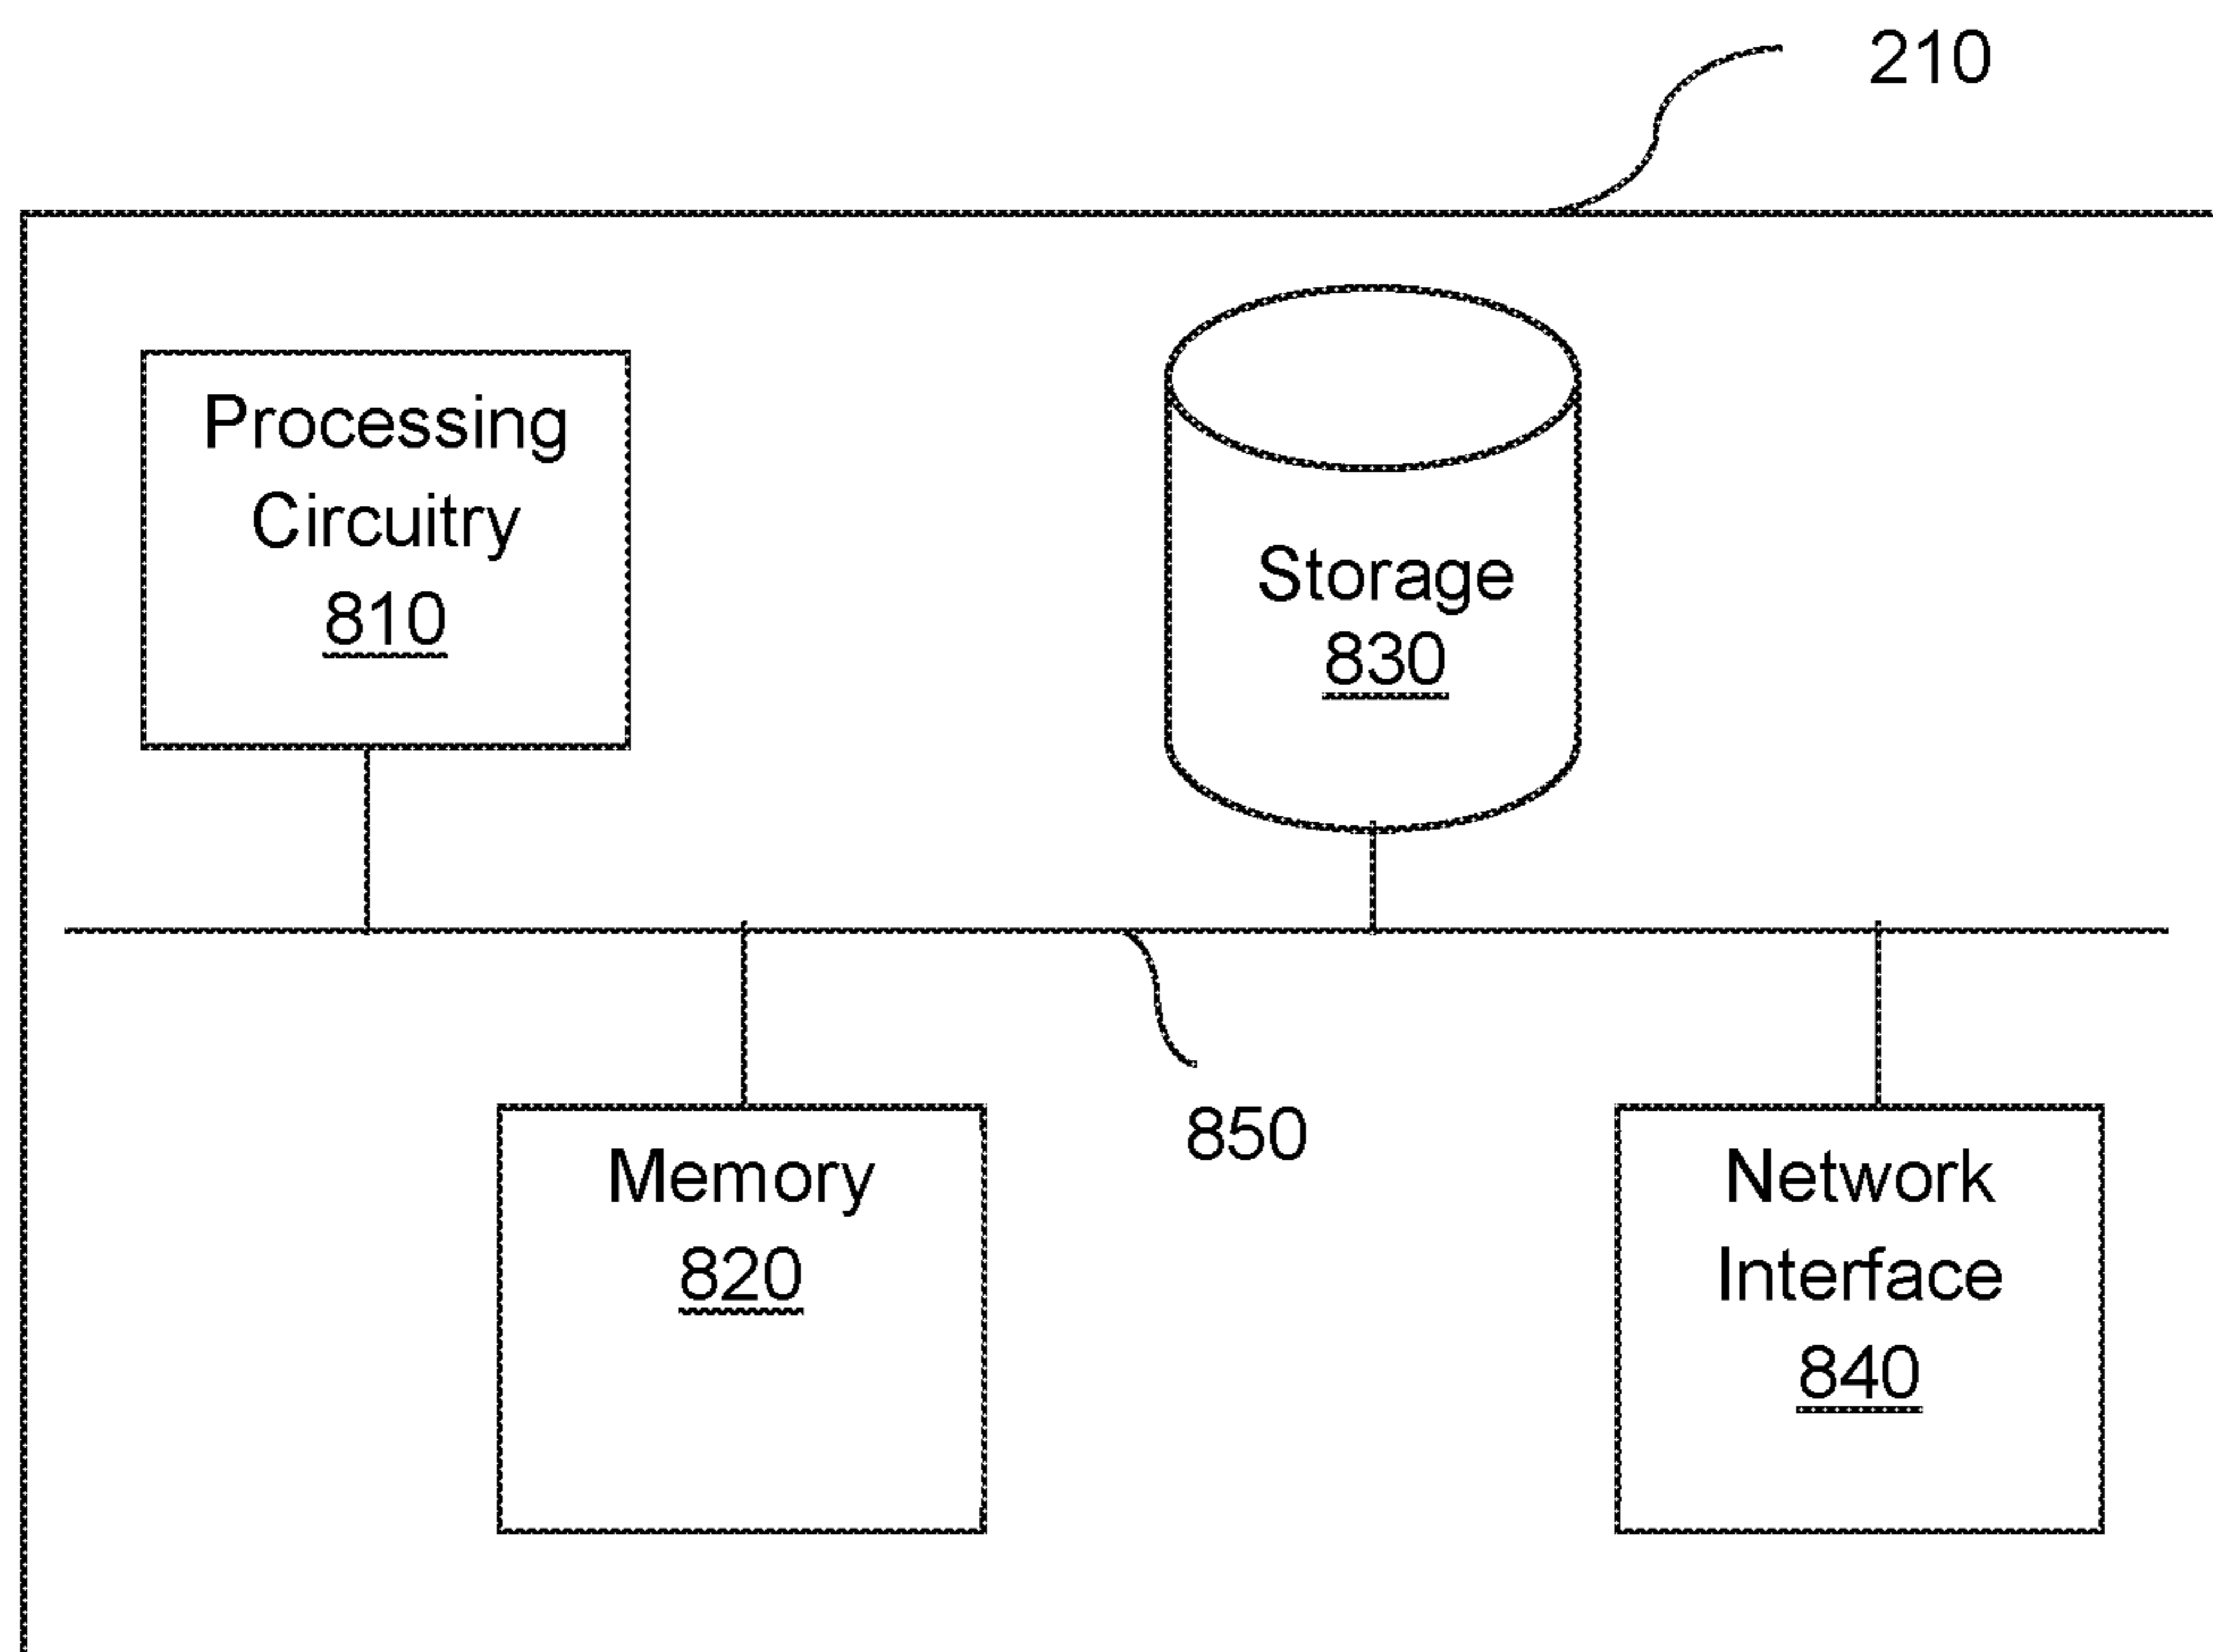 210
Processing
Circuitry
810
Storage
830
850
Memory
820
Network
Interface
840